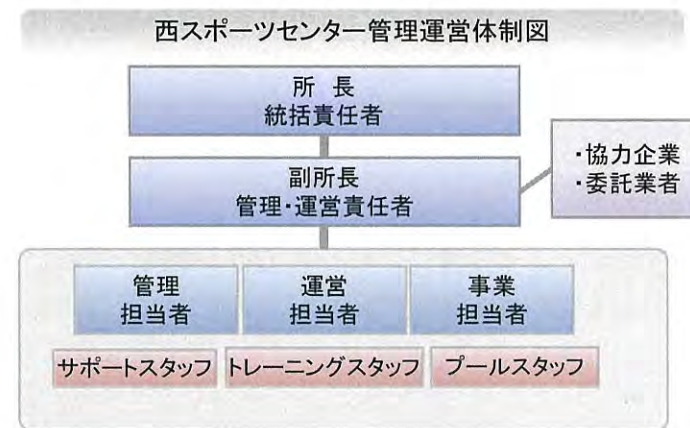 西スポーツセンター管理運営体制図
所 長
統括責任者
・協力企業
・委託業者
副所長
管理・運営責任者
管理
担当者
運営
担当者
事業
担当者
サポートスタッフ
トレーニングスタッフ
プールスタッフ